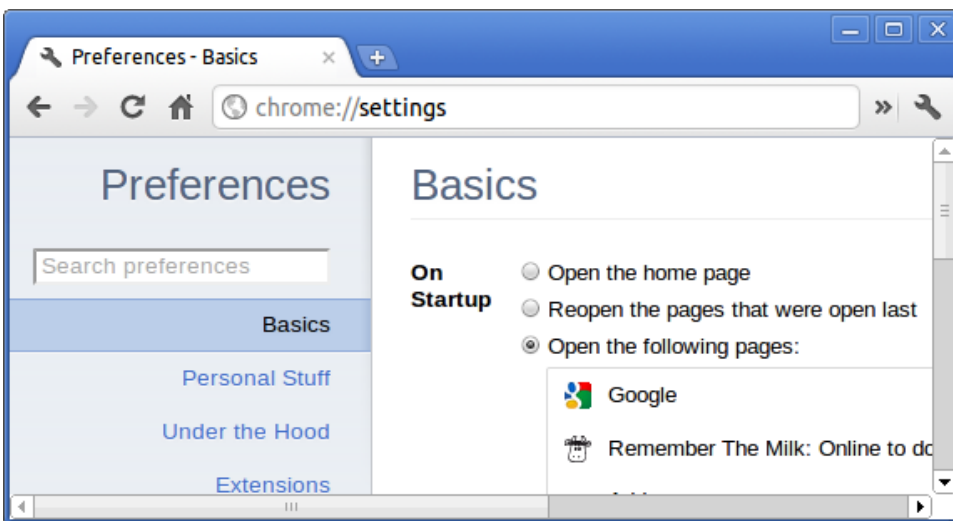 Preferences - Basics
chrome://settings
Preferences
Search preferences
Basics
Personal Stuff
Under the Hood
Extensions
Basics
On
Startup
Open the home page
Reopen the pages that were open last
Open the following pages:
Google
Remember The Milk: Online to do